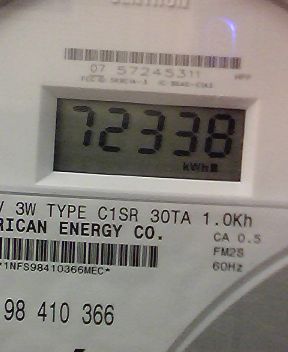 07 57245311
72338
kWh
V 3W TYPE C1SR 30TA 1.0Kh
RICAN ENERGY CO.
CA 0.5
FM2S
60Hz
*1NFS98410366MEC*
98 410 366